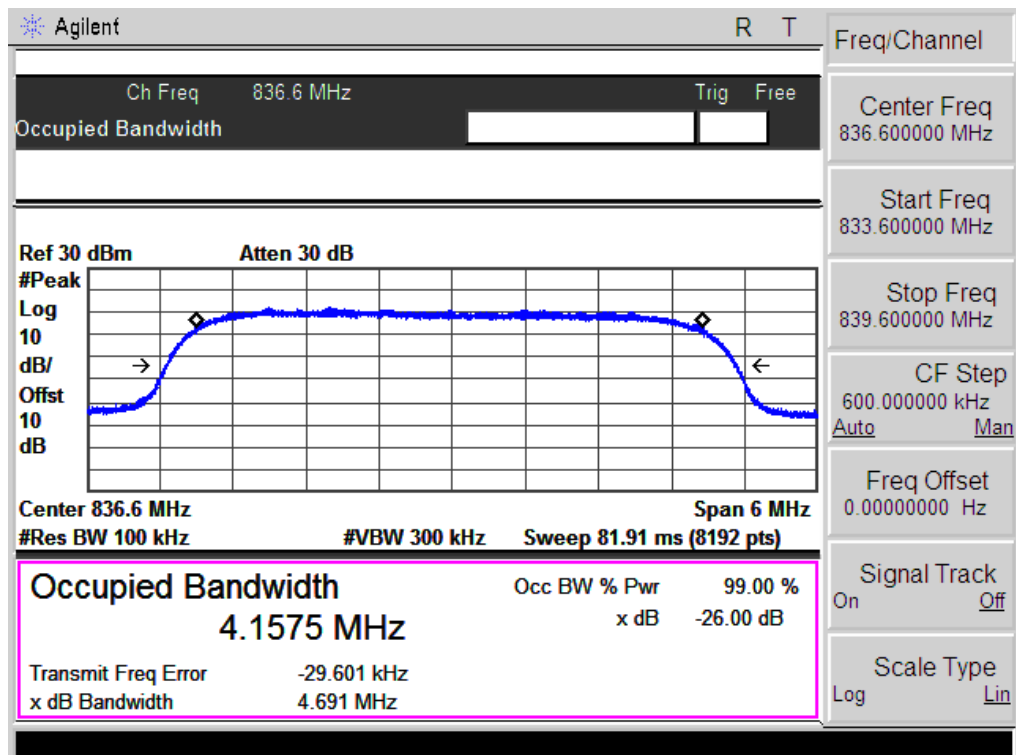 Agilent R T
Ch Freq 836.6 MHz Trig Free
Occupied Bandwidth
Ref 30 dBm Atten 30 dB
#Peak
Log
10
dB/
Offst
10
dB
Center 836.6 MHz Span 6 MHz
#Res BW 100 kHz #VBW 300 kHz Sweep 81.91 ms (8192 pts)
Occupied Bandwidth Occ BW % Pwr 99.00 %
4.1575 MHz x dB -26.00 dB
Transmit Freq Error -29.601 kHz
x dB Bandwidth 4.691 MHz
Freq/Channel
Center Freq
836.600000 MHz
Start Freq
833.600000 MHz
Stop Freq
839.600000 MHz
CF Step
600.000000 kHz
Auto Man
Freq Offset
0.00000000 Hz
Signal Track
On Off
Scale Type
Log Lin